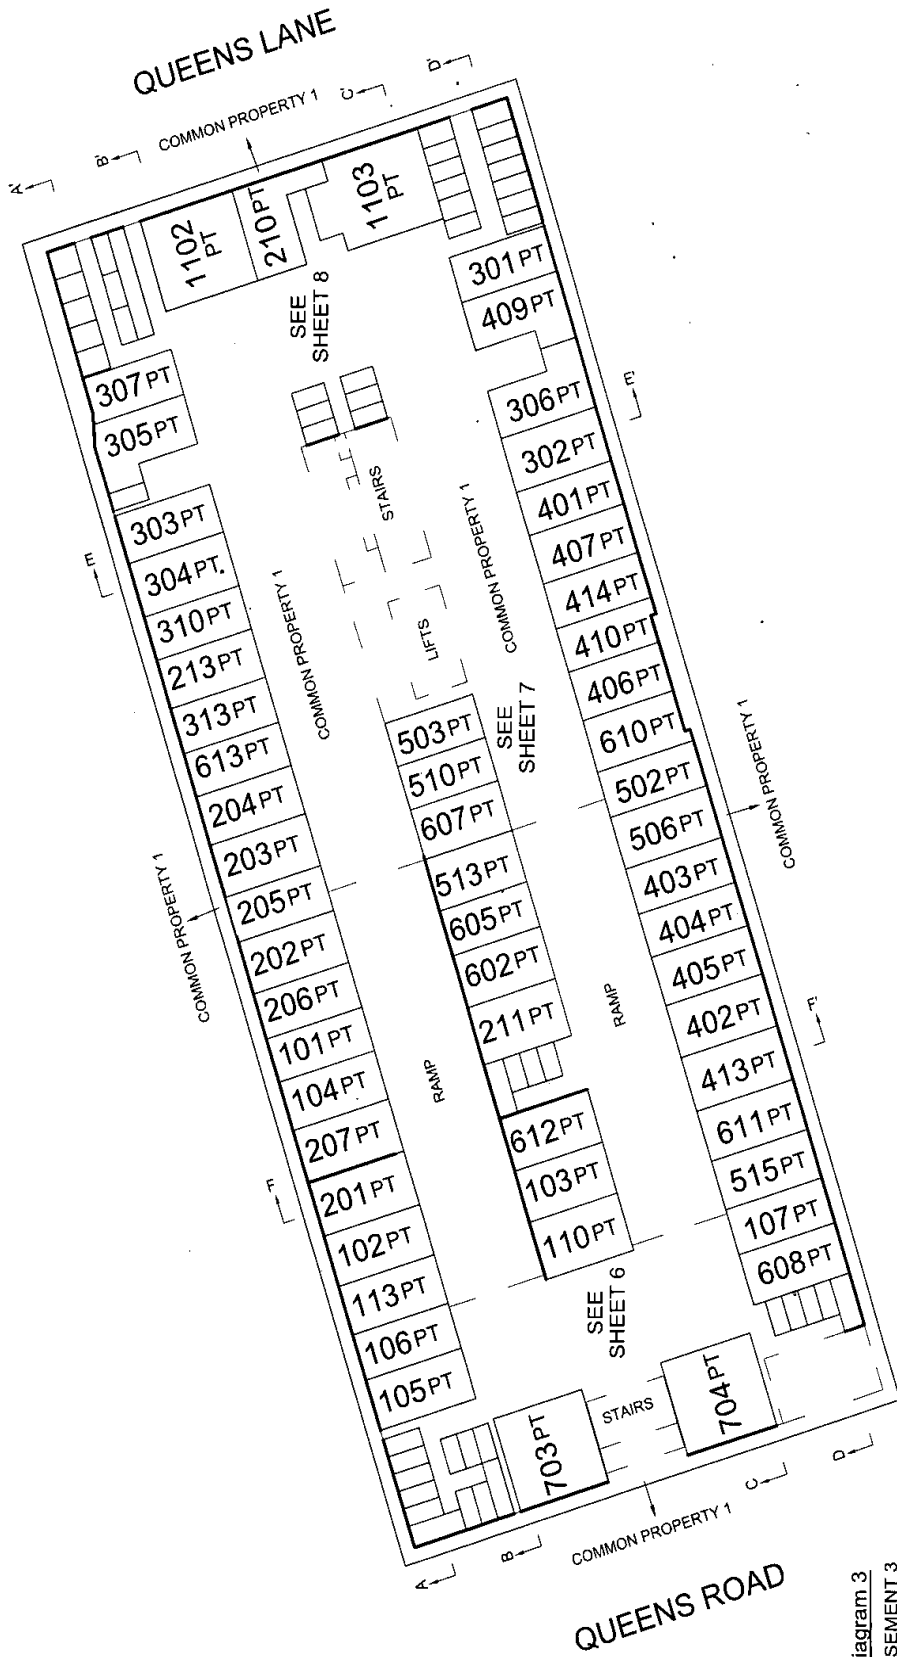 QUEENS LANE
A'
B'
COMMON PROPERTY 1
C'
D'
1102 PT
210 PT
1103 PT
301 PT
409 PT
SEE
SHEET 8
307 PT
305 PT
306 PT
E'
302 PT
STAIRS
303 PT
401 PT
E
304 PT.
407 PT
310 PT
COMMON PROPERTY 1
COMMON PROPERTY 1
414 PT
213 PT
LIFTS
410 PT
313 PT
406 PT
613 PT
503 PT
SEE
SHEET 7
610 PT
204 PT
510 PT
502 PT
203 PT
607 PT
506 PT
COMMON PROPERTY 1
COMMON PROPERTY 1
205 PT
513 PT
403 PT
202 PT
605 PT
404 PT
206 PT
602 PT
405 PT
101 PT
211 PT
RAMP
402 PT
F'
104 PT
RAMP
413 PT
207 PT
612 PT
611 PT
F
201 PT
103 PT
515 PT
102 PT
110 PT
107 PT
113 PT
608 PT
106 PT
SEE
SHEET 6
105 PT
703 PT
STAIRS
704 PT
A
B
COMMON PROPERTY 1
C
D
QUEENS ROAD
iagram 3
SEMENT 3